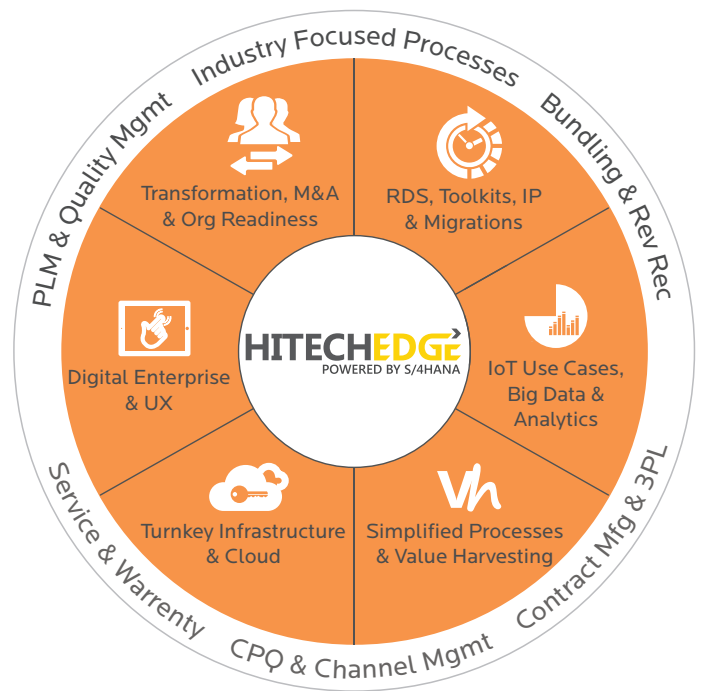 Industry Focused Processes
Bundling & Rev Rec
Contract Mfg & 3PL
CPQ & Channel Mgmt
Service & Warrenty
PLM & Quality Mgmt
Transformation, M&A
& Org Readiness
RDS, Toolkits, IP
& Migrations
IoT Use Cases,
Big Data &
Analytics
Simplified Processes
& Value Harvesting
Vh
Turnkey Infrastructure
& Cloud
Digital Enterprise
& UX
HITECHEDGE
POWERED BY S/4HANA